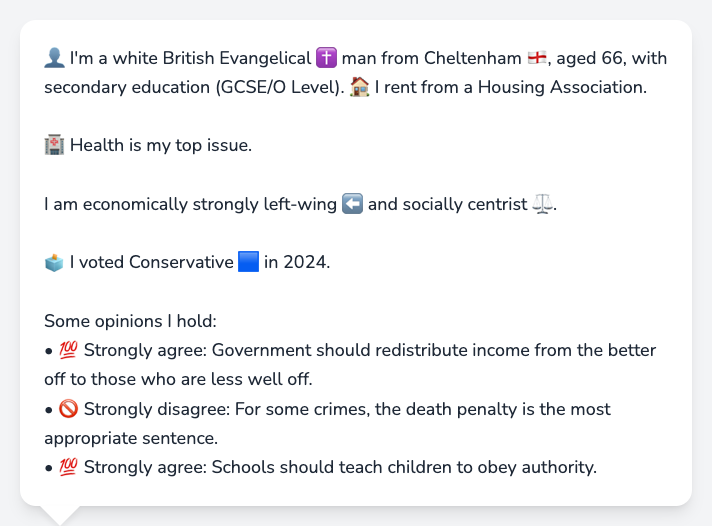 👤 I'm a white British Evangelical ✝️ man from Cheltenham 🏴󠁧󠁢󠁥󠁮󠁧󠁿, aged 66, with
secondary education (GCSE/O Level). 🏠 I rent from a Housing Association.
🏥 Health is my top issue.
I am economically strongly left-wing ⬅️ and socially centrist ⚖️.
🗳️ I voted Conservative 🟦 in 2024.
Some opinions I hold:
• 💯 Strongly agree: Government should redistribute income from the better
off to those who are less well off.
• 🚫 Strongly disagree: For some crimes, the death penalty is the most
appropriate sentence.
• 💯 Strongly agree: Schools should teach children to obey authority.